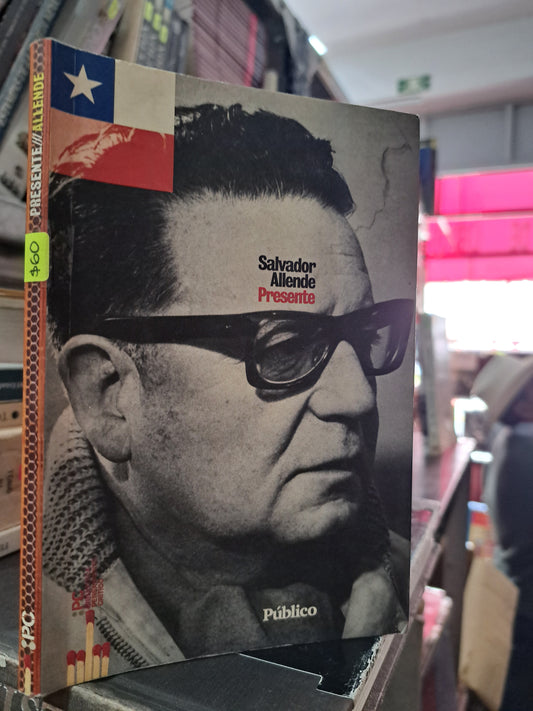 PRESENTE///ALLENDE
$60
Salvador
Allende
Presente
Público
:PC